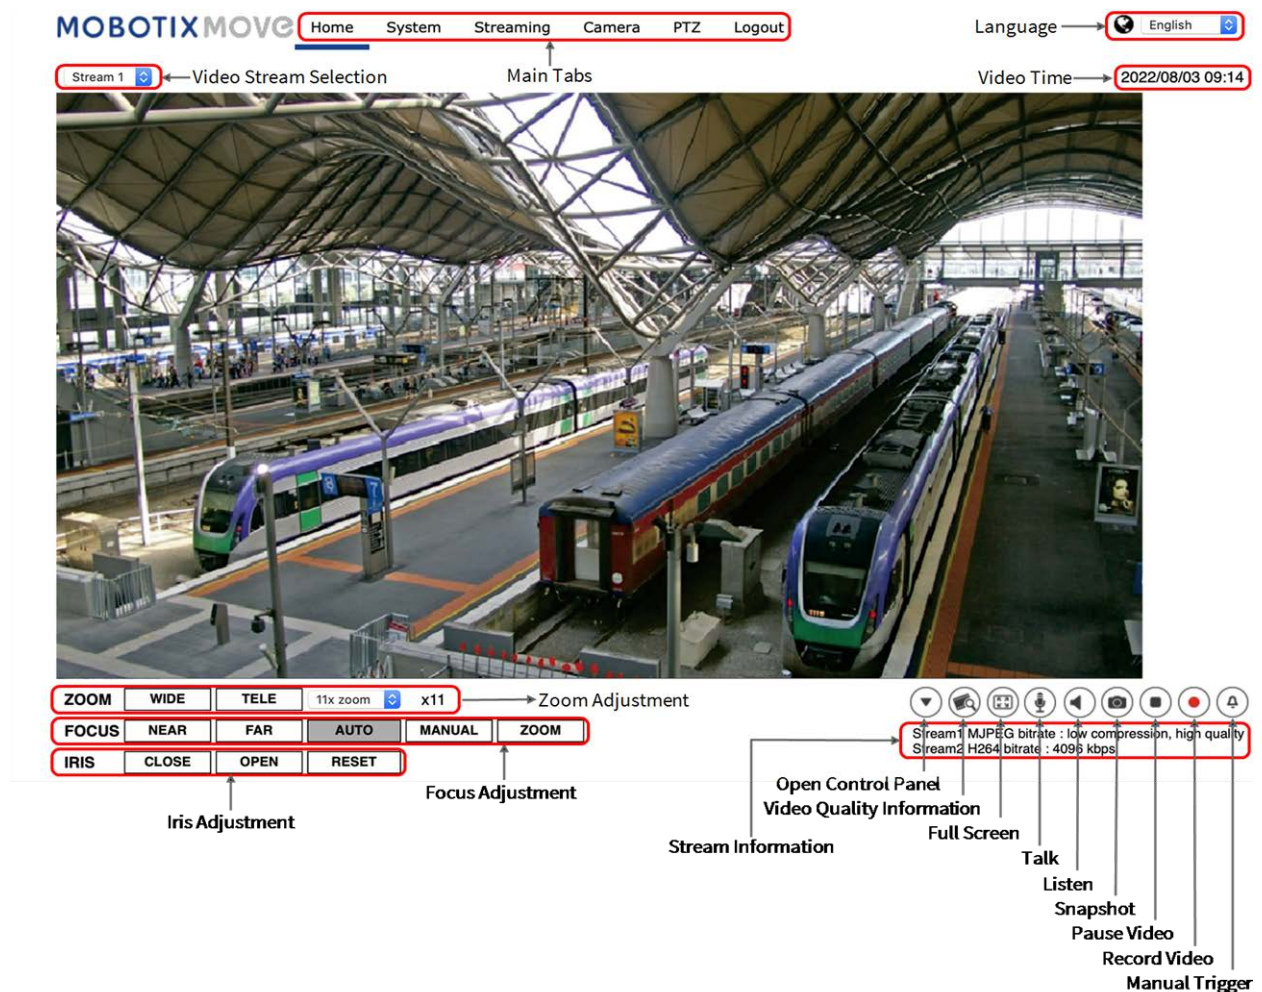 MOBOTIX MOVE
Home System Streaming Camera PTZ Logout
Language
English
Stream 1
Video Stream Selection
Main Tabs
Video Time
2022/08/03 09:14
ZOOM WIDE TELE 11x zoom x11
Zoom Adjustment
FOCUS NEAR FAR AUTO MANUAL ZOOM
Stream1 MJPEG bitrate : low compression, high quality
Stream2 H264 bitrate : 4096 kbps
IRIS CLOSE OPEN RESET
Open Control Panel
Focus Adjustment
Video Quality Information
Iris Adjustment
Full Screen
Stream Information
Talk
Listen
Snapshot
Pause Video
Record Video
Manual Trigger